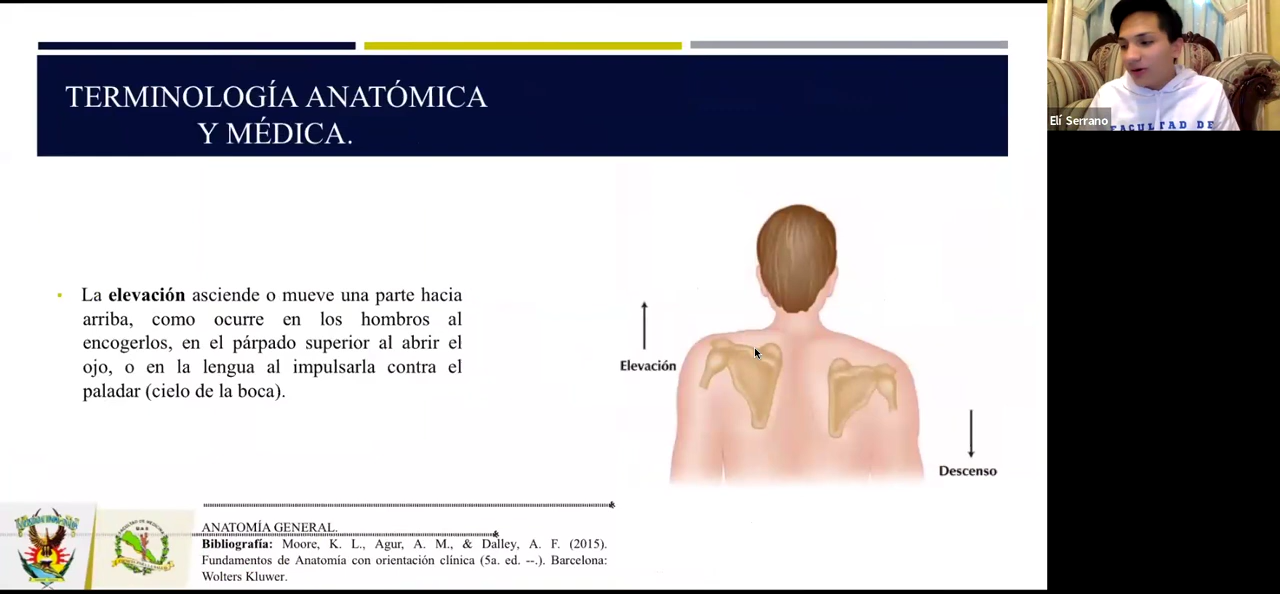 TERMINOLOGÍA ANATÓMICA
Y MÉDICA.
Elí Serrano
FACULTAD DE
▪ La elevación asciende o mueve una parte hacia
arriba, como ocurre en los hombros al
encogerlos, en el párpado superior al abrir el
ojo, o en la lengua al impulsarla contra el
paladar (cielo de la boca).
Elevación
Descenso
ANATOMÍA GENERAL.
Bibliografía: Moore, K. L., Agur, A. M., & Dalley, A. F. (2015).
Fundamentos de Anatomía con orientación clínica (5a. ed. --.). Barcelona:
Wolters Kluwer.